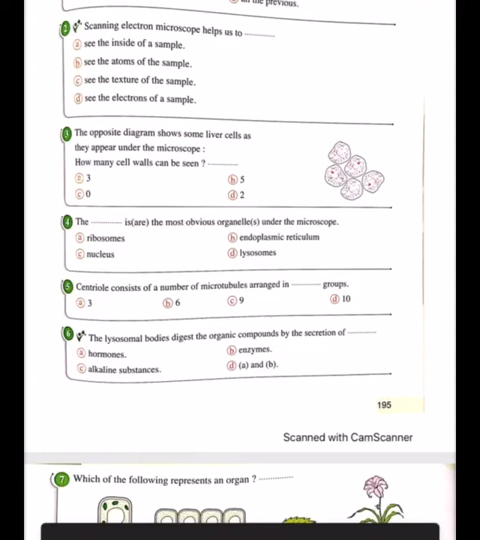 the previous.
2 Scanning electron microscope helps us to
a see the inside of a sample.
b see the atoms of the sample.
c see the texture of the sample.
d see the electrons of a sample.
3 The opposite diagram shows some liver cells as
they appear under the microscope :
How many cell walls can be seen ?
a 3 b 5
c 0 d 2
4 The is(are) the most obvious organelle(s) under the microscope.
a ribosomes b endoplasmic reticulum
c nucleus d lysosomes
5 Centriole consists of a number of microtubules arranged in groups.
a 3 b 6 c 9 d 10
6 The lysosomal bodies digest the organic compounds by the secretion of
a hormones. b enzymes.
c alkaline substances. d (a) and (b).
195
Scanned with CamScanner
7 Which of the following represents an organ ?